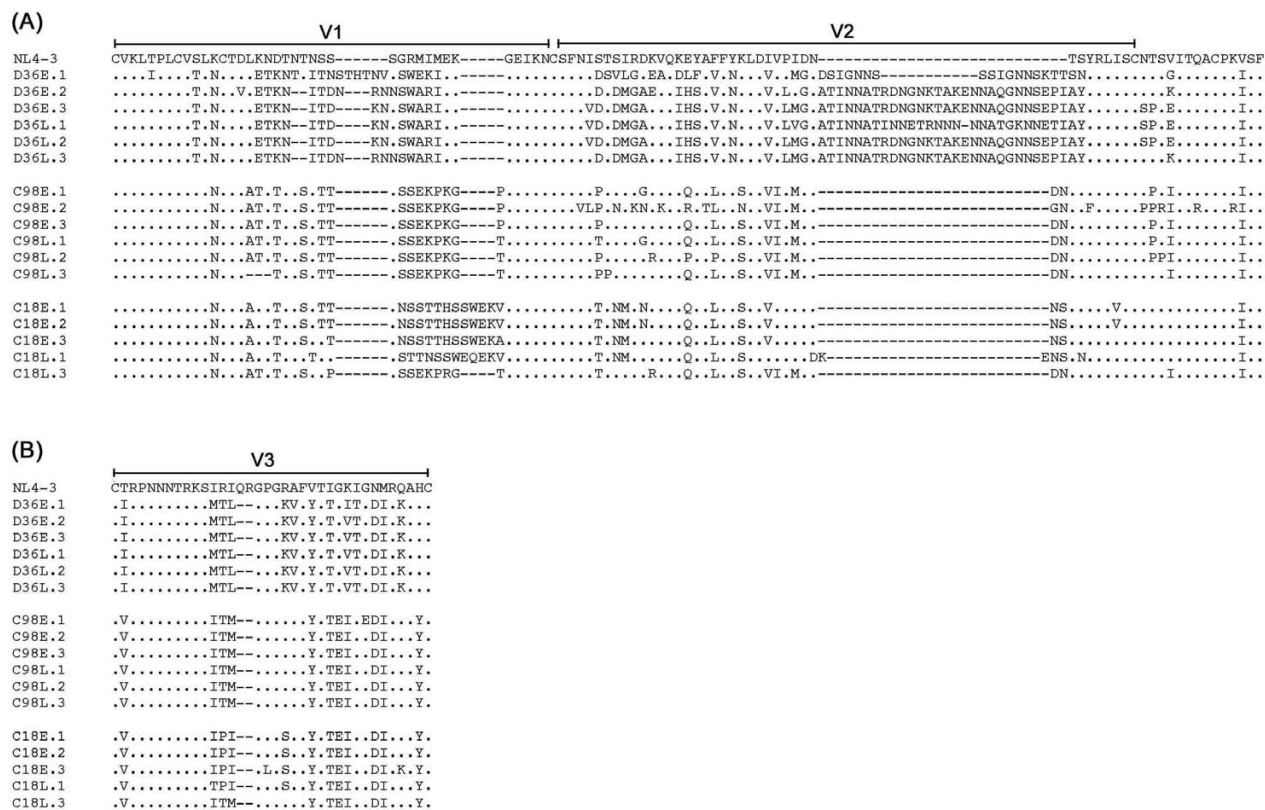 (A)
V1 V2
NL4-3 CVKLTPLCVSLKCTDLKNDTNTNSS------SGRMIMEK-----GEIKNCSFNISTSIRDKVQKEYAFFYKLDIVPIDN----------------------------TSYRLISCNTSVITQACPKVSF
D36E.1 ....I....T.N....ETKNT.ITNSTHTNV.SWEKI..-----..........DSVLG.EA.DLF.V.N...V..MG.DSIGNNS-----------SSIGNNSKTTSN.........G.......I..
D36E.2 .........T.N..V.ETKN--ITDN---RNNSWARI..-----..........D.DMGAE..IHS.V.N...V.L.G.ATINNATRDNGNKTAKENNAQGNNSEPIAY.........K.......I..
D36E.3 .........T.N....ETKN--ITD----KN.SWARI..-----.........VD.DMGA...IHS.V.N...V..MG.ATINNATRDNGNKTAKENNAQGNNSEPIAY......SP.E.......I..
D36L.1 .........T.N....ETKN--ITD----KN.SWARI..-----.........VD.DMGA...IHS.V.N...V.LVG.ATINNATINNETRNNN-NNATGKNNETIAY......SP.E.......I..
D36L.2 .........T.N....ETKN--ITD----KN.SWARI..-----.........VD.DMGA...IHS.V.N...V.LMG.ATINNATRDNGNKTAKENNAQGNNSEPIAY......SP.E.......I..
D36L.3 .........T.N....ETKN--ITDN---RNNSWARI..-----..........D.DMGA...IHS.V.N...V.LMG.ATINNATRDNGNKTAKENNAQGNNSEPIAY.........K.......I..
C98E.1 ...........N...AT.T..S.TT------.SSEKPKG----P..........P....G....Q..L..S..VI.M..--------------------------DN.........P.I.......I..
C98E.2 ...........N...AT.T..S.TT------.SSEKPKG----P........VLP.N.KN.K..R.TL..N..VI.M..--------------------------GN..F.....PPRI..R...RI..
C98E.3 ...........N...AT.T..S.TT------.SSEKPKG----P..........P.........Q..L..S..VI.M..--------------------------DN.........P.I.......I..
C98L.1 ...........N...AT.T..S.TT------.SSEKPKG----T..........T....G....Q..L..S..VI.M..--------------------------DN.........P.I.......I..
C98L.2 ...........N...AT.T..S.TT------.SSEKPKG----T..........P.....R...Q..L..S..VI.M..--------------------------DN.........PPI.......I..
C98L.3 ...........N...---T..S.TT------.SSEKPKG----T..........PP........Q..L..S..VI.M..--------------------------DN...........I.......I..
C18E.1 ...........N...A..T..S.TT------.NSSTTHSSWEKV..........T.NM.N....Q..L..S..V.....--------------------------NS.....V.............I..
C18E.2 ...........N...A..T..S.TT------.NSSTTHSSWEKV..........T.NM.N....Q..L..S..V.....--------------------------NS.....V.............I..
C18E.3 ...........N...A..T..S..T------.NSSTTHSSWEKA..........T.NM......Q..L..S..V.....--------------------------NS...................I..
C18L.1 ...........N...A..T...T..------.STTNSSWEQEKV..........T.NM......Q..L..S.......DK------------------------ENS.N.................I..
C18L.3 ...........N...AT.T..S..P------.SSEKPRG----T..........T.....R...Q..L..S..VI.M..--------------------------DN...........I.......I..
(B)
V3
NL4-3 CTRPNNNTRKSIRIQRGPGRAFVTIGKIGNMRQAHC
D36E.1 .I.........MTL--...KV.Y.T.IT.DI.K...
D36E.2 .I.........MTL--...KV.Y.T.VT.DI.K...
D36E.3 .I.........MTL--...KV.Y.T.VT.DI.K...
D36L.1 .I.........MTL--...KV.Y.T.VT.DI.K...
D36L.2 .I.........MTL--...KV.Y.T.VT.DI.K...
D36L.3 .I.........MTL--...KV.Y.T.VT.DI.K...
C98E.1 .V.........ITM--......Y.TEI.EDI...Y.
C98E.2 .V.........ITM--......Y.TEI..DI...Y.
C98E.3 .V.........ITM--......Y.TEI..DI...Y.
C98L.1 .V.........ITM--......Y.TEI..DI...Y.
C98L.2 .V.........ITM--......Y.TEI..DI...Y.
C98L.3 .V.........ITM--......Y.TEI..DI...Y.
C18E.1 .V.........IPI--...S..Y.TEI..DI...Y.
C18E.2 .V.........IPI--...S..Y.TEI..DI...Y.
C18E.3 .V.........IPI--.L.S..Y.TEI..DI.K.Y.
C18L.1 .V.........TPI--...S..Y.TEI..DI...Y.
C18L.3 .V.........ITM--......Y.TEI..DI...Y.